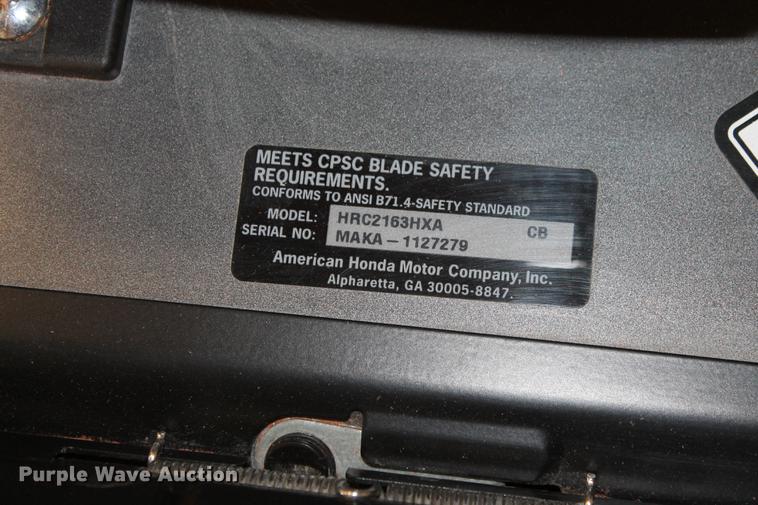 MEETS CPSC BLADE SAFETY
REQUIREMENTS.
CONFORMS TO ANSI B71.4-SAFETY STANDARD
MODEL: HRC2163HXA CB
SERIAL NO: MAKA-1127279
American Honda Motor Company, Inc.
Alpharetta, GA 30005-8847.
Purple Wave Auction